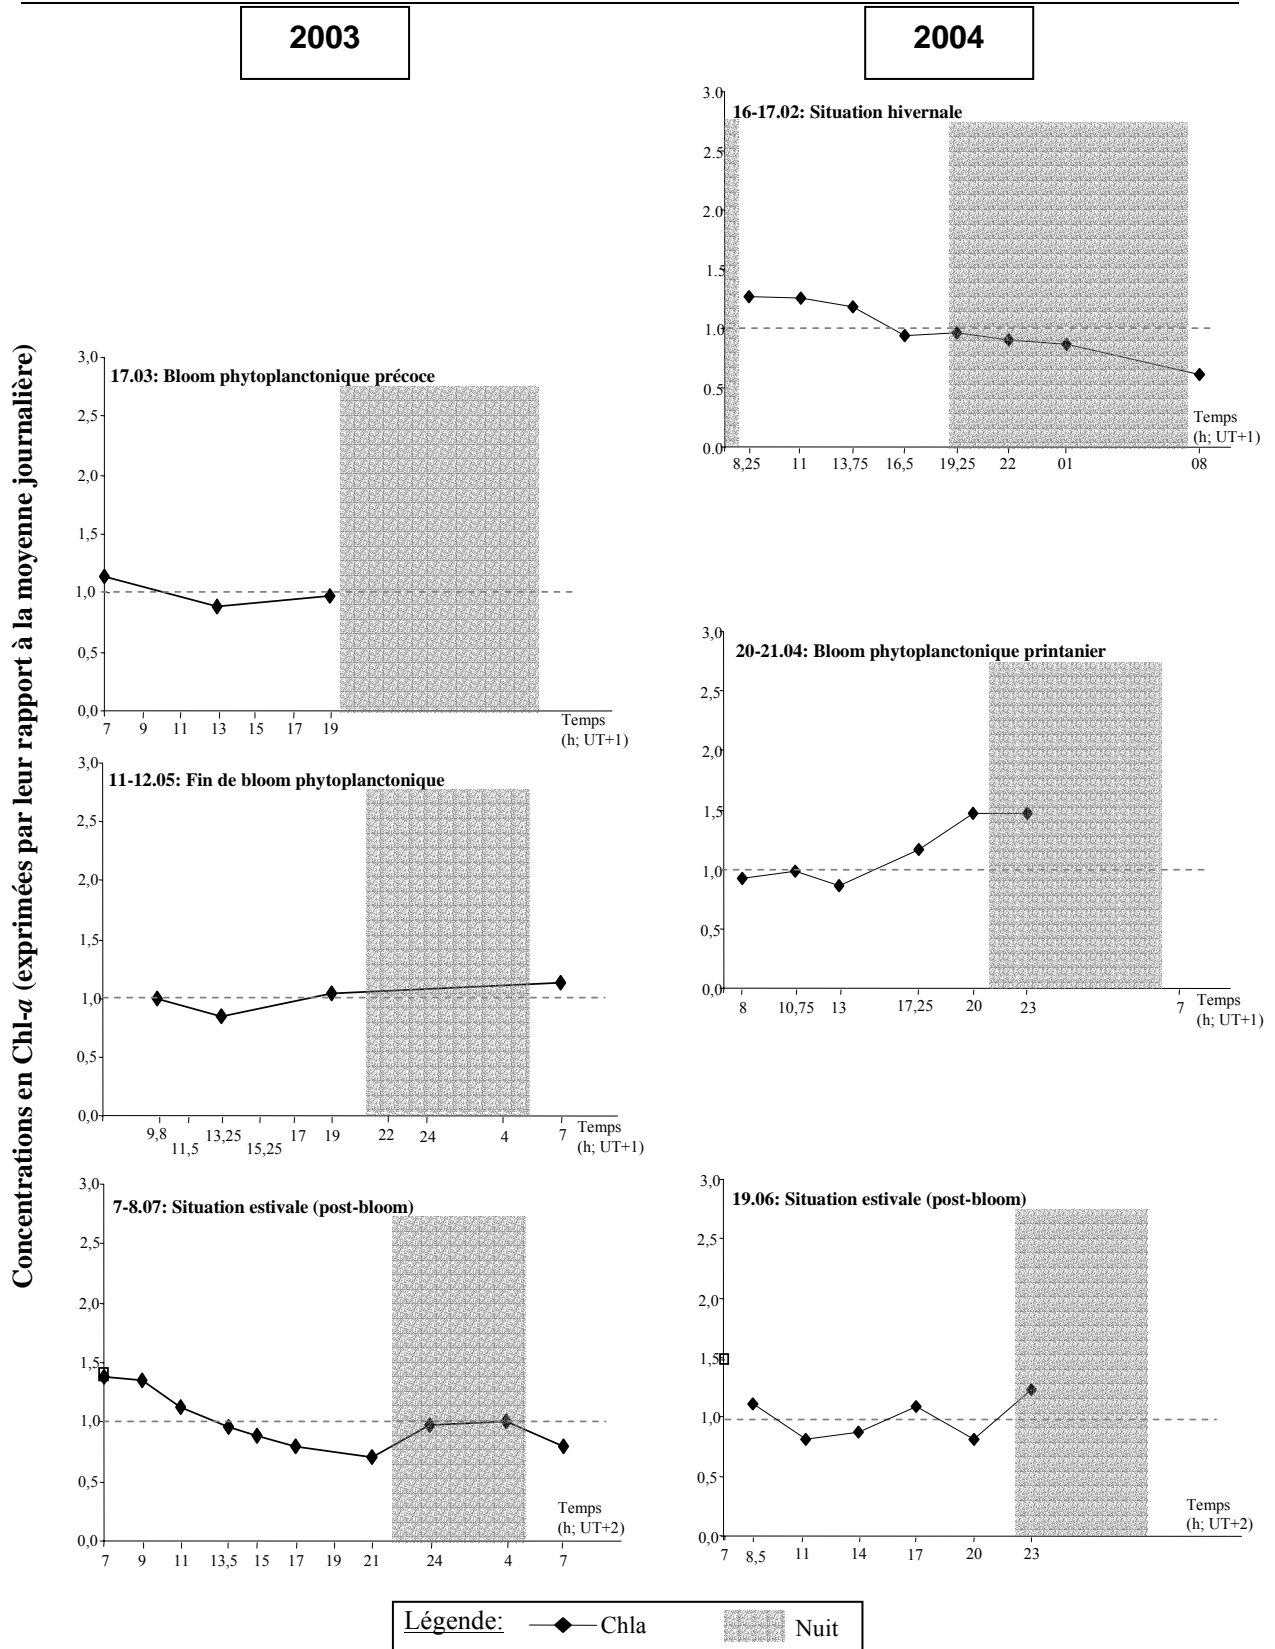 2003
2004
Concentrations en Chl-a (exprinées par leur rapport à la moyenne journalière)
16-17.02: Situation hivernale
3.0
2.5
2.0
1.5
1.0
0.5
0.0
8,25 11 13,75 16,5 19,25 22 01 08
Temps
(h; UT+1)
17.03: Bloom phytoplanctonique précoce
3,0
2,5
2,0
1,5
1,0
0,5
0,0
7 9 11 13 15 17 19
Temps
(h; UT+1)
20-21.04: Bloom phytoplanctonique printanier
3,0
2,5
2,0
1,5
1,0
0,5
0,0
8 10,75 13 17,25 20 23 7
Temps
(h; UT+1)
11-12.05: Fin de bloom phytoplanctonique
3,0
2,5
2,0
1,5
1,0
0,5
0,0
9,8 11,5 13,25 15,25 17 19 22 24 4 7
Temps
(h; UT+1)
7-8.07: Situation estivale (post-bloom)
3,0
2,5
2,0
1,5
1,0
0,5
0,0
7 9 11 13,5 15 17 19 21 24 4 7
Temps
(h; UT+2)
19.06: Situation estivale (post-bloom)
3,0
2,5
2,0
1,5
1,0
0,5
0,0
7 8,5 11 14 17 20 23
Temps
(h; UT+2)
Légende: Chla Nuit